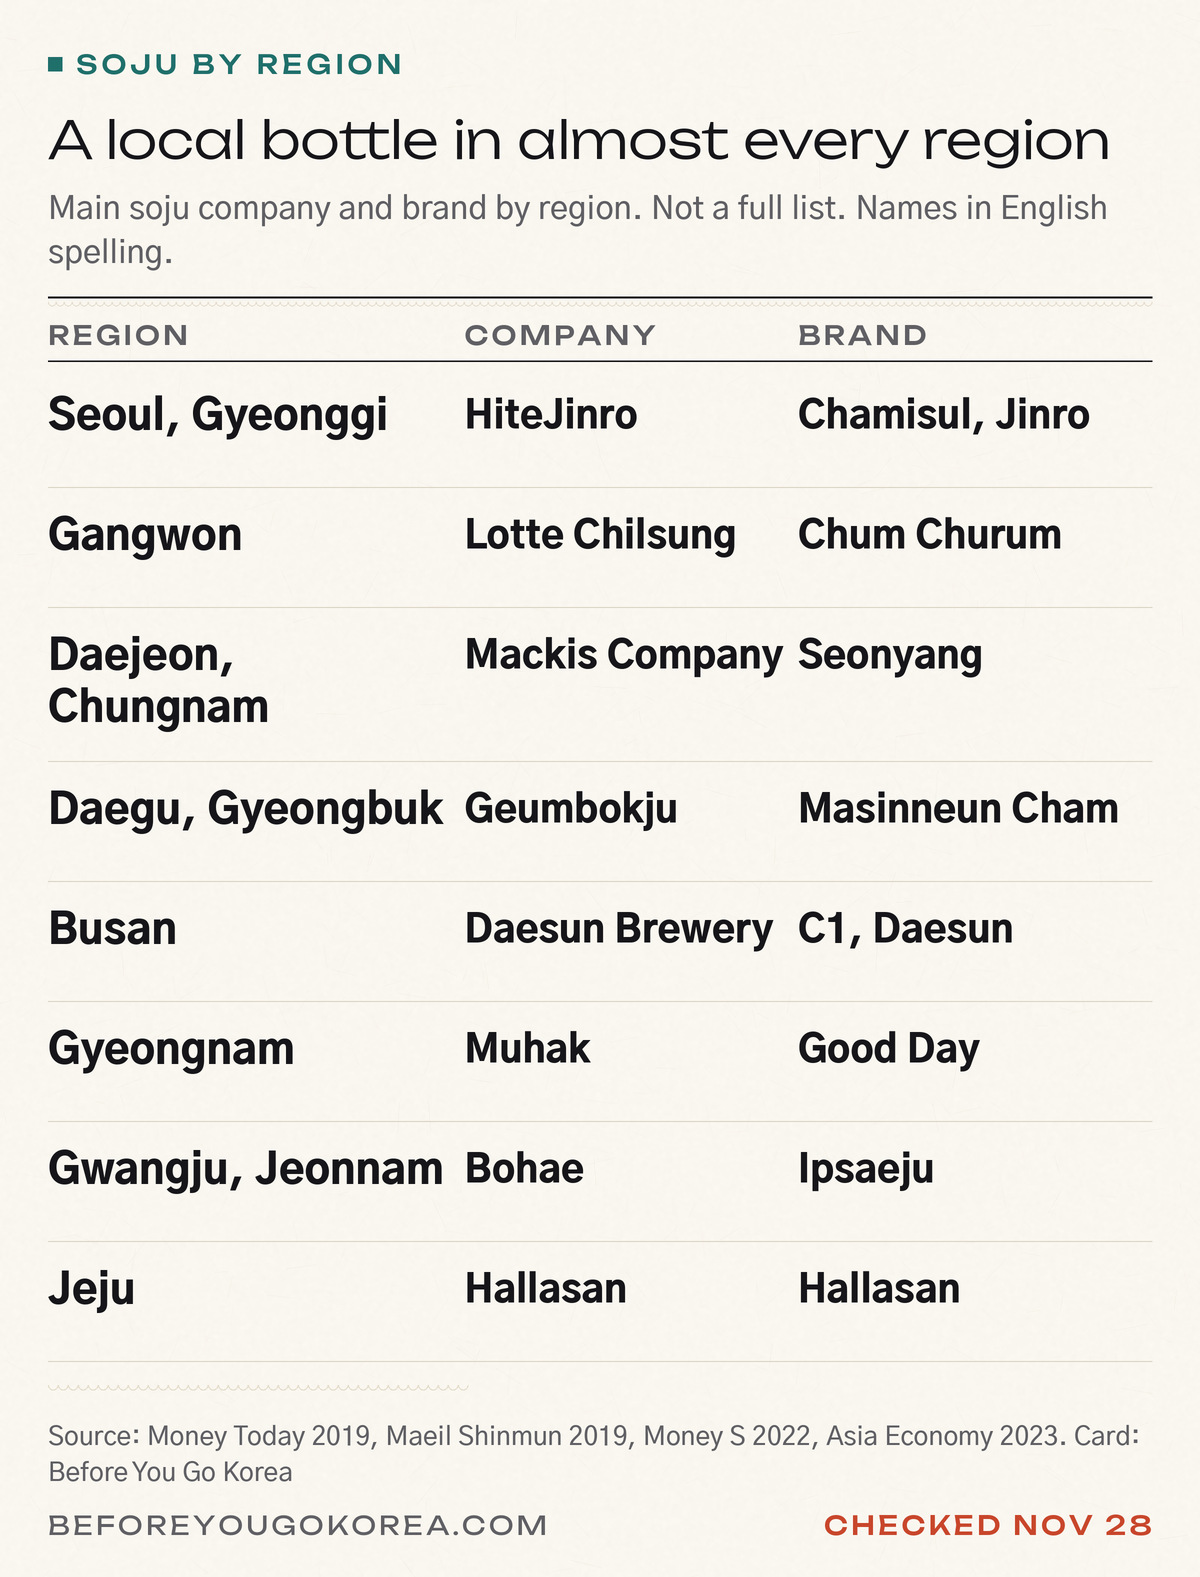 SOJU BY REGION
A local bottle in almost every region
Main soju company and brand by region. Not a full list. Names in English
spelling.
REGION COMPANY BRAND
Seoul, Gyeonggi HiteJinro Chamisul, Jinro
Gangwon Lotte Chilsung Chum Churum
Daejeon, Mackis Company Seonyang
Chungnam
Daegu, Gyeongbuk Geumbokju Masinneun Cham
Busan Daesun Brewery C1, Daesun
Gyeongnam Muhak Good Day
Gwangju, Jeonnam Bohae Ipsaeju
Jeju Hallasan Hallasan
Source: Money Today 2019, Maeil Shinmun 2019, Money S 2022, Asia Economy 2023. Card:
Before You Go Korea
BEFOREYOUGOKOREA.COM CHECKED NOV 28